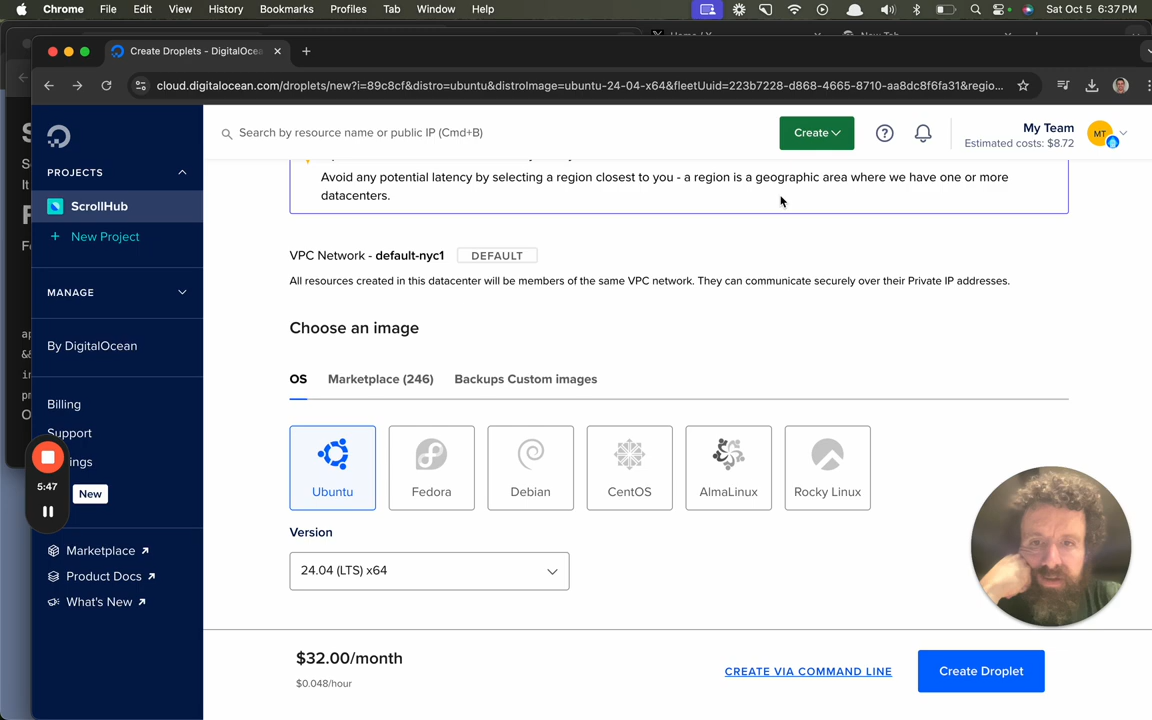 Chrome File Edit View History Bookmarks Profiles Tab Window Help Sat Oct 5 6:37 PM
Create Droplets - DigitalOcea
cloud.digitalocean.com/droplets/new?i=89c8cf&distro=ubuntu&distroImage=ubuntu-24-04-x64&fleetUuid=223b7228-d868-4665-8710-aa8dc8f6fa31&regio...
Search by resource name or public IP (Cmd+B)
Create
My Team
Estimated costs: $8.72
MT
PROJECTS
ScrollHub
+ New Project
MANAGE
By DigitalOcean
Billing
Support
ings
New
5:47
Marketplace
Product Docs
What's New
Avoid any potential latency by selecting a region closest to you - a region is a geographic area where we have one or more
datacenters.
VPC Network - default-nyc1 DEFAULT
All resources created in this datacenter will be members of the same VPC network. They can communicate securely over their Private IP addresses.
Choose an image
OS Marketplace (246) Backups Custom images
Ubuntu Fedora Debian CentOS AlmaLinux Rocky Linux
Version
24.04 (LTS) x64
$32.00/month
$0.048/hour
CREATE VIA COMMAND LINE
Create Droplet